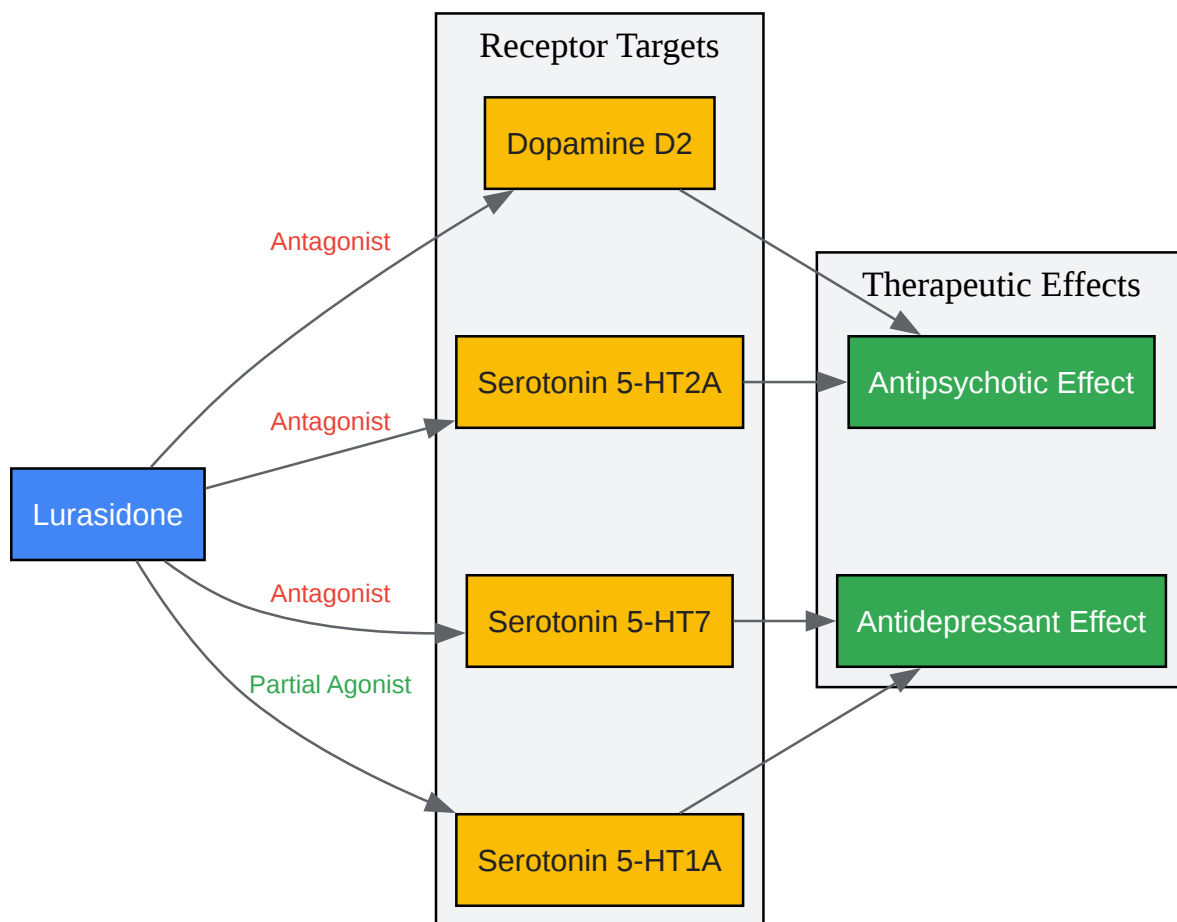 Receptor Targets
Dopamine D2
Antagonist
Therapeutic Effects
Serotonin 5-HT2A
Antipsychotic Effect
Antagonist
Lurasidone
Antagonist
Serotonin 5-HT7
Antidepressant Effect
Partial Agonist
Serotonin 5-HT1A